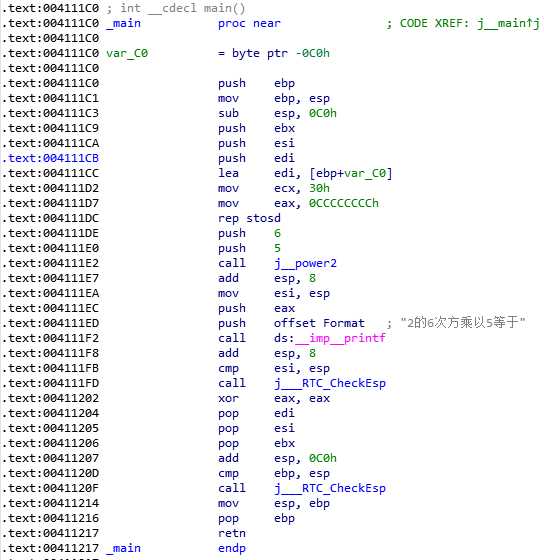 .text:004111C0 ; int __cdecl main()
.text:004111C0 _main proc near ; CODE XREF: j__main↑j
.text:004111C0
.text:004111C0 var_C0 = byte ptr -0C0h
.text:004111C0
.text:004111C0 push ebp
.text:004111C1 mov ebp, esp
.text:004111C3 sub esp, 0C0h
.text:004111C9 push ebx
.text:004111CA push esi
.text:004111CB push edi
.text:004111CC lea edi, [ebp+var_C0]
.text:004111D2 mov ecx, 30h
.text:004111D7 mov eax, 0CCCCCCCCh
.text:004111DC rep stosd
.text:004111DE push 6
.text:004111E0 push 5
.text:004111E2 call j__power2
.text:004111E7 add esp, 8
.text:004111EA mov esi, esp
.text:004111EC push eax
.text:004111ED push offset Format ; "2的6次方乘以5等于"
.text:004111F2 call ds:__imp__printf
.text:004111F8 add esp, 8
.text:004111FB cmp esi, esp
.text:004111FD call j___RTC_CheckEsp
.text:00411202 xor eax, eax
.text:00411204 pop edi
.text:00411205 pop esi
.text:00411206 pop ebx
.text:00411207 add esp, 0C0h
.text:0041120D cmp ebp, esp
.text:0041120F call j___RTC_CheckEsp
.text:00411214 mov esp, ebp
.text:00411216 pop ebp
.text:00411217 retn
.text:00411217 _main endp